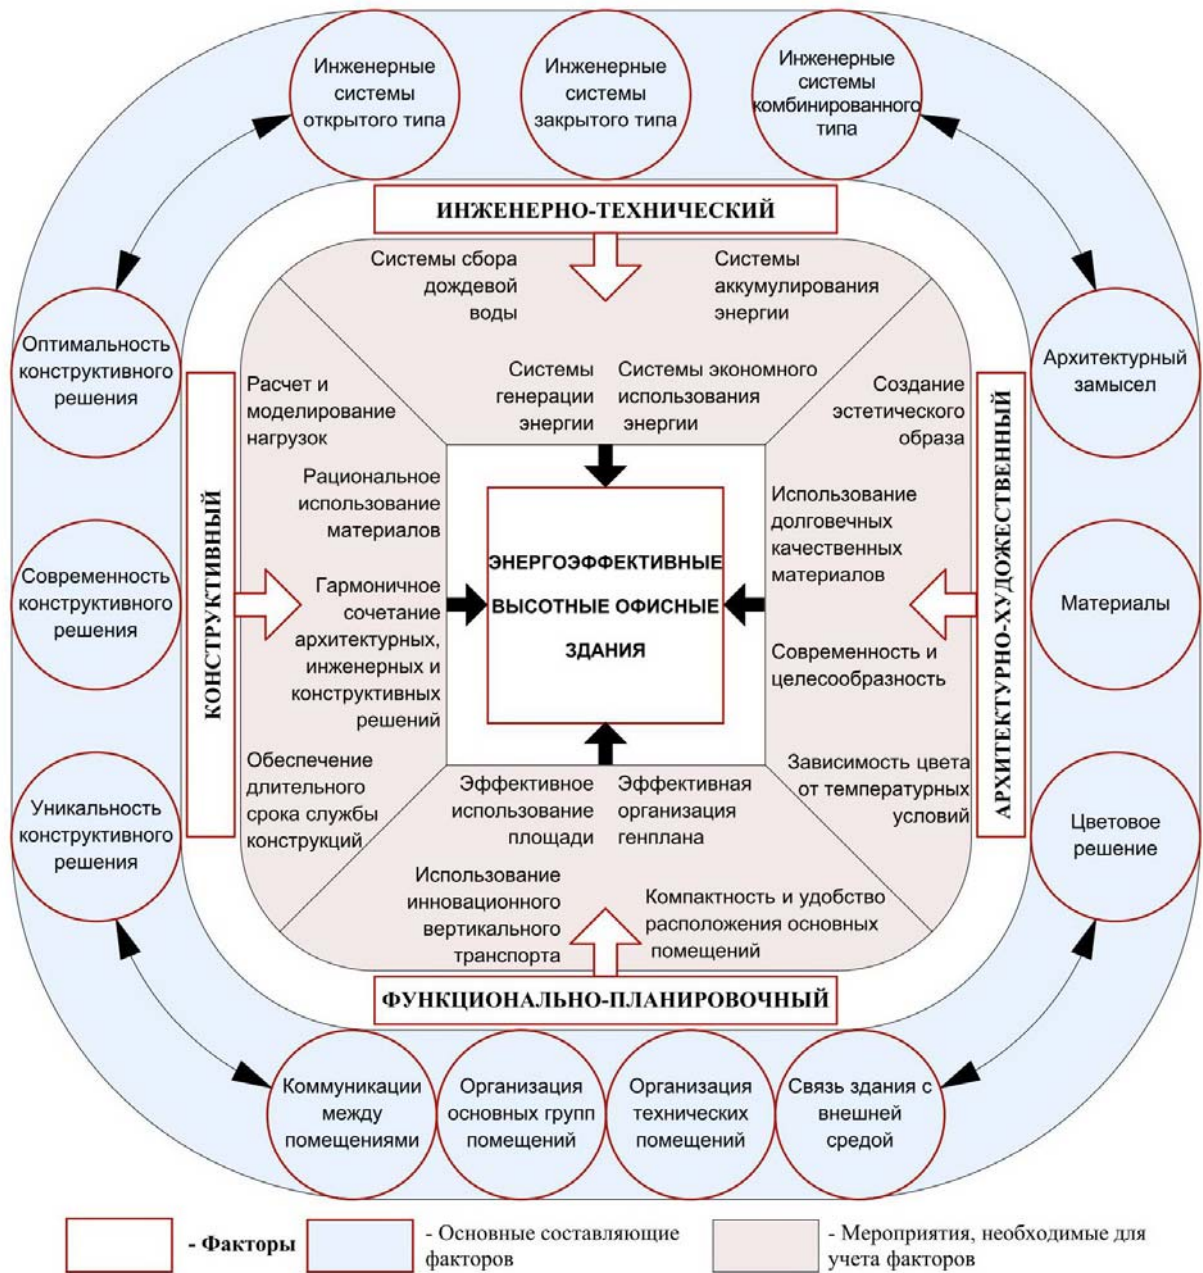 Инженерные
системы
открытого типа
Инженерные
системы
закрытого типа
Инженерные
системы
комбинированного
типа
ИНЖЕНЕРНО-ТЕХНИЧЕСКИЙ
Системы сбора
дождевой
воды
Системы
аккумулирования
энергии
Системы
генерации
энергии
Системы экономного
использования
энергии
Оптимальность
конструктивного
решения
Современность
конструктивного
решения
Уникальность
конструктивного
решения
КОНСТРУКТИВНЫЙ
Расчет и
моделирование
нагрузок
Рациональное
использование
материалов
Гармоничное
сочетание
архитектурных,
инженерных и
конструктивных
решений
Обеспечение
длительного
срока службы
конструкций
ЭНЕРГОЭФФЕКТИВНЫЕ
ВЫСОТНЫЕ ОФИСНЫЕ
ЗДАНИЯ
Создание
эстетического
образа
Использование
долговечных
качественных
материалов
Современность и
целесообразность
Зависимость цвета
от температурных
условий
АРХИТЕКТУРНО-ХУДОЖЕСТВЕННЫЙ
Архитектурный
замысел
Материалы
Цветовое
решение
Эффективное
использование
площади
Эффективная
организация
генплана
Использование
инновационного
вертикального
транспорта
Компактность и удобство
расположения основных
помещений
ФУНКЦИОНАЛЬНО-ПЛАНИРОВОЧНЫЙ
Коммуникации
между
помещениями
Организация
основных групп
помещений
Организация
технических
помещений
Связь здания с
внешней
средой
- Факторы
- Основные составляющие
факторов
- Мероприятия, необходимые для
учета факторов